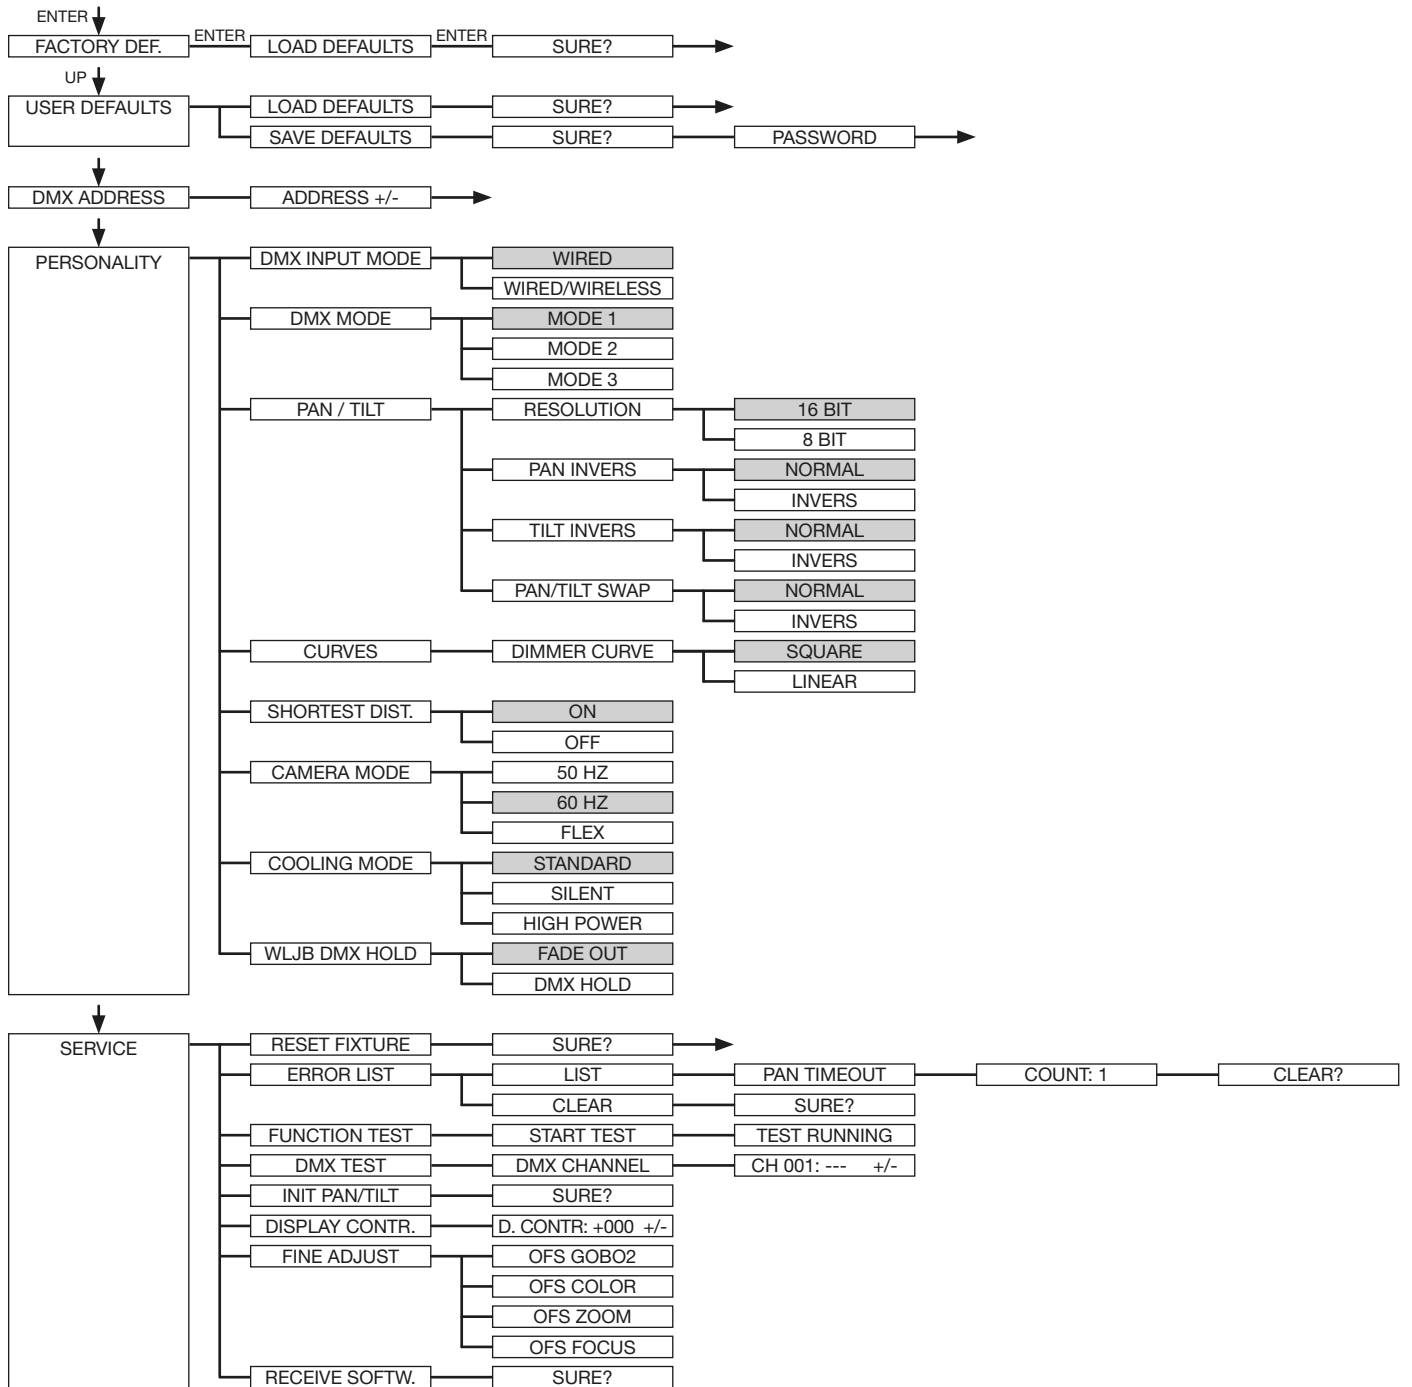 ENTER
FACTORY DEF. ENTER LOAD DEFAULTS ENTER SURE?
UP
USER DEFAULTS LOAD DEFAULTS SURE?
SAVE DEFAULTS SURE? PASSWORD
DMX ADDRESS ADDRESS +/-
PERSONALITY DMX INPUT MODE WIRED
WIRED/WIRELESS
DMX MODE MODE 1
MODE 2
MODE 3
PAN / TILT RESOLUTION 16 BIT
8 BIT
PAN INVERS NORMAL
INVERS
TILT INVERS NORMAL
INVERS
PAN/TILT SWAP NORMAL
INVERS
CURVES DIMMER CURVE SQUARE
LINEAR
SHORTEST DIST. ON
OFF
CAMERA MODE 50 HZ
60 HZ
FLEX
COOLING MODE STANDARD
SILENT
HIGH POWER
WLJB DMX HOLD FADE OUT
DMX HOLD
SERVICE RESET FIXTURE SURE?
ERROR LIST LIST PAN TIMEOUT COUNT: 1 CLEAR?
CLEAR SURE?
FUNCTION TEST START TEST TEST RUNNING
DMX TEST DMX CHANNEL CH 001: --- +/-
INIT PAN/TILT SURE?
DISPLAY CONTR. D. CONTR: +000 +/-
FINE ADJUST OFS GOBO2
OFS COLOR
OFS ZOOM
OFS FOCUS
RECEIVE SOFTW. SURE?